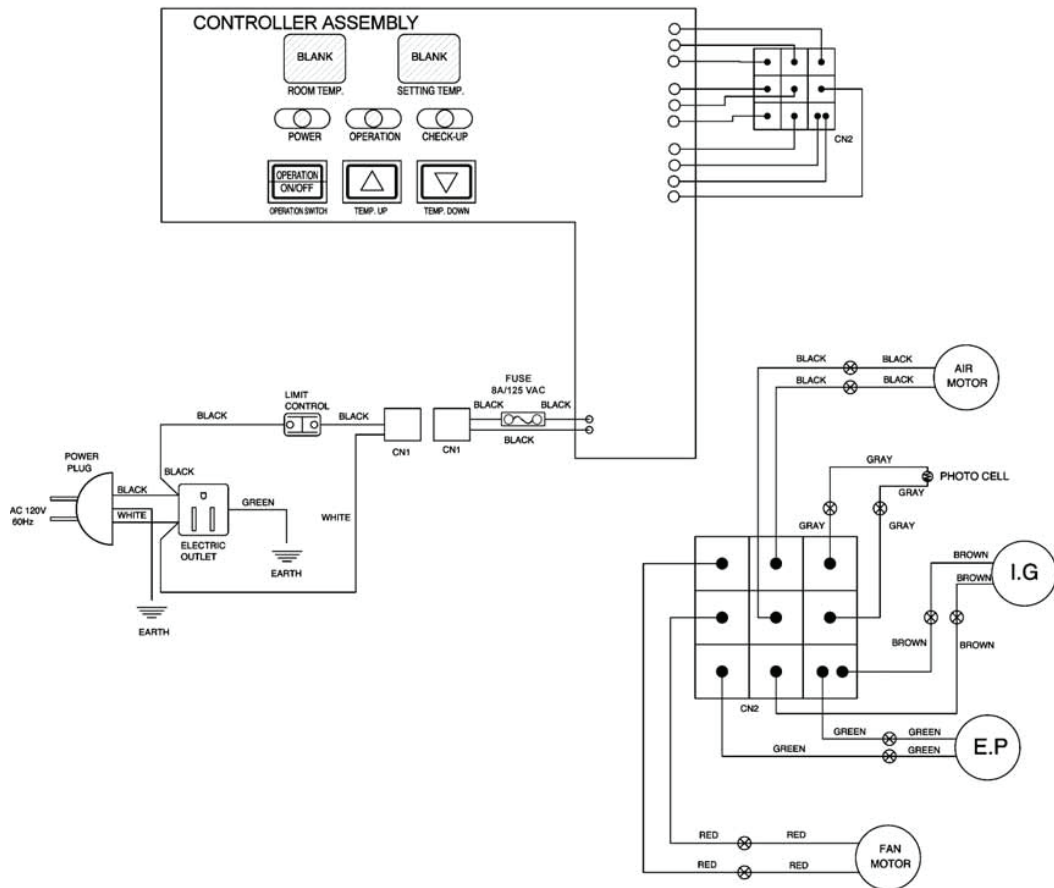 CONTROLLER ASSEMBLY
BLANK
BLANK
ROOM TEMP.
SETTING TEMP.
POWER
OPERATION
CHECK-UP
OPERATION
ON/OFF
OPERATION SWITCH
TEMP. UP
TEMP. DOWN
CN2
FUSE
8A/125 VAC
LIMIT
CONTROL
BLACK
BLACK
BLACK
BLACK
BLACK
CN1
CN1
POWER
PLUG
BLACK
BLACK
WHITE
AC 120V
60Hz
GREEN
WHITE
ELECTRIC
OUTLET
EARTH
EARTH
BLACK
BLACK
BLACK
BLACK
AIR
MOTOR
GRAY
GRAY
PHOTO CELL
GRAY
GRAY
BROWN
BROWN
I.G
BROWN
BROWN
CN2
GREEN
GREEN
GREEN
GREEN
E.P
RED
RED
RED
RED
FAN
MOTOR